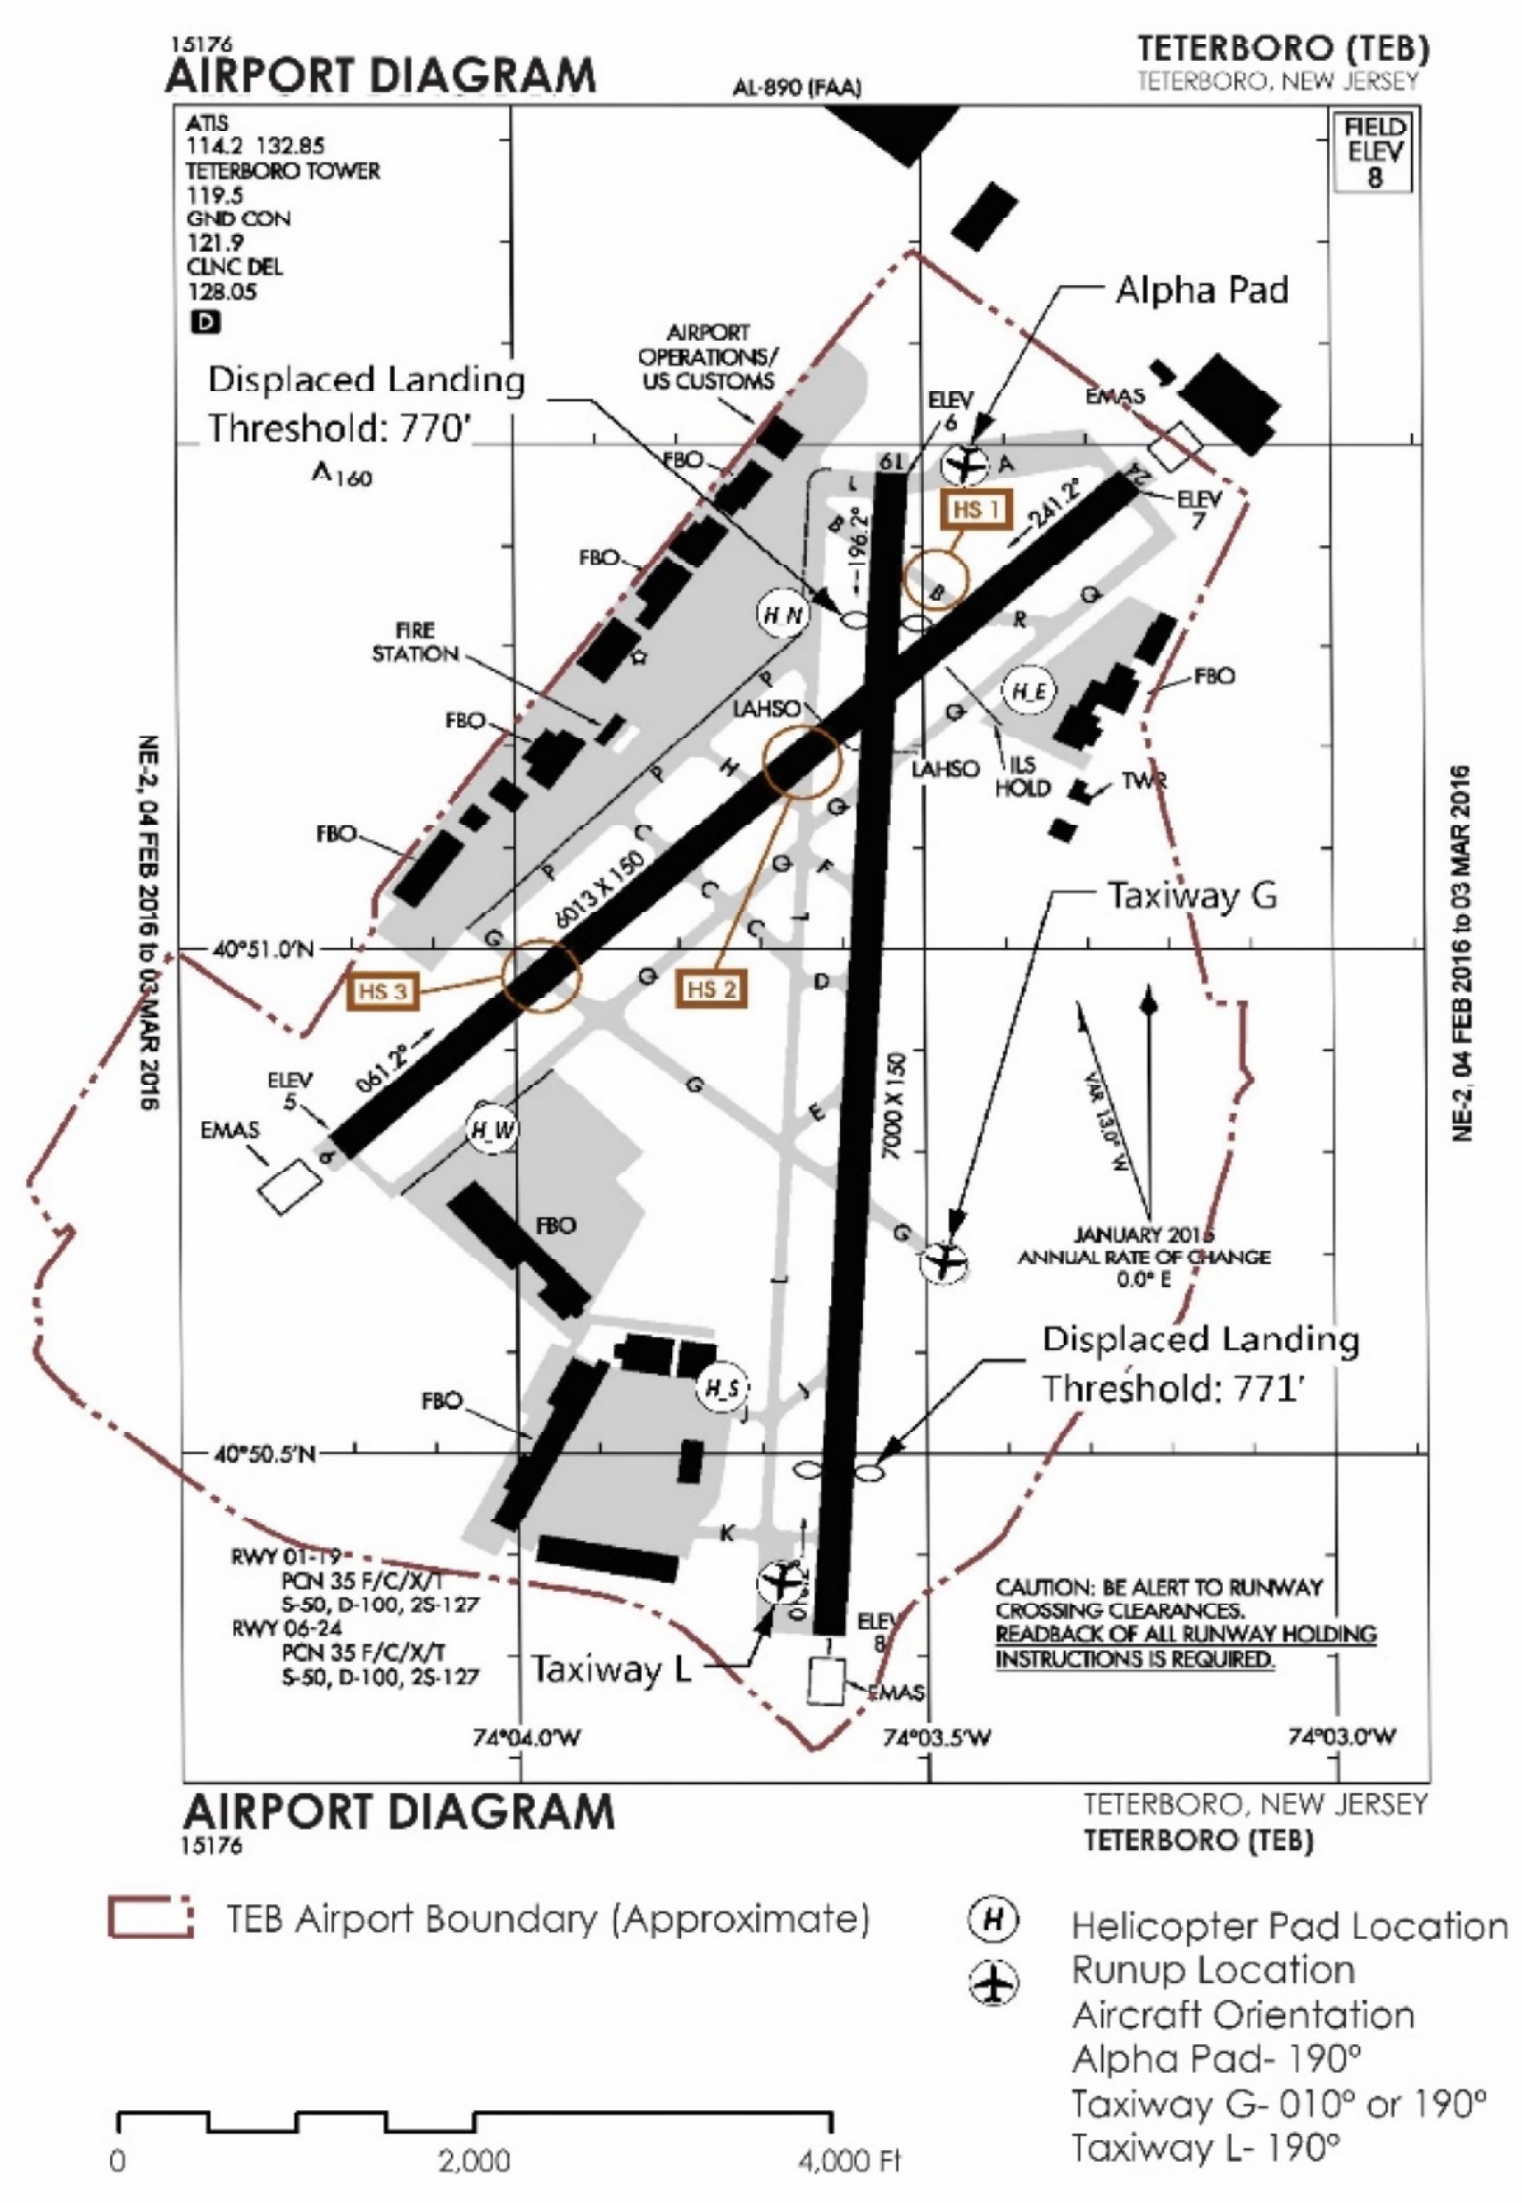 15176
AIRPORT DIAGRAM
AL-890 (FAA)
TETERBORO (TEB)
TETERBORO, NEW JERSEY
ATIS
114.2 132.85
TETERBORO TOWER
119.5
GND CON
121.9
CLNC DEL
128.05
D
FIELD
ELEV
8
Alpha Pad
AIRPORT
OPERATIONS/
US CUSTOMS
Displaced Landing
Threshold: 770'
A160
EMAS
ELEV
6
FBO
19
A
24
ELEV
7
L
HS 1
241.2°
B
196.2°
FBO
B
Q
H_N
R
FIRE
STATION
P
H_E
FBO
FBO
LAHSO
Q
P
H
LAHSO
ILS
HOLD
TWR
FBO
C
Q
P
6013 X 150
C
Q
F
Taxiway G
G
C
L
40°51.0'N
HS 3
Q
HS 2
D
NE-2, 04 FEB 2016 to 03 MAR 2016
NE-2, 04 FEB 2016 to 03 MAR 2016
061.2°
ELEV
5
G
E
7000 X 150
VAR 13.0° W
EMAS
6
H_W
FBO
G
JANUARY 2015
ANNUAL RATE OF CHANGE
0.0° E
L
Displaced Landing
Threshold: 771'
H_S
J
FBO
J
40°50.5'N
K
RWY 01-19
PCN 35 F/C/X/T
S-50, D-100, 2S-127
RWY 06-24
PCN 35 F/C/X/T
S-50, D-100, 2S-127
016.2°
ELEV
8
1
Taxiway L
EMAS
CAUTION: BE ALERT TO RUNWAY
CROSSING CLEARANCES.
READBACK OF ALL RUNWAY HOLDING
INSTRUCTIONS IS REQUIRED.
74°04.0'W
74°03.5'W
74°03.0'W
AIRPORT DIAGRAM
15176
TETERBORO, NEW JERSEY
TETERBORO (TEB)
TEB Airport Boundary (Approximate)
H
Helicopter Pad Location
Runup Location
Aircraft Orientation
Alpha Pad- 190°
Taxiway G- 010° or 190°
Taxiway L- 190°
0
2,000
4,000 Ft